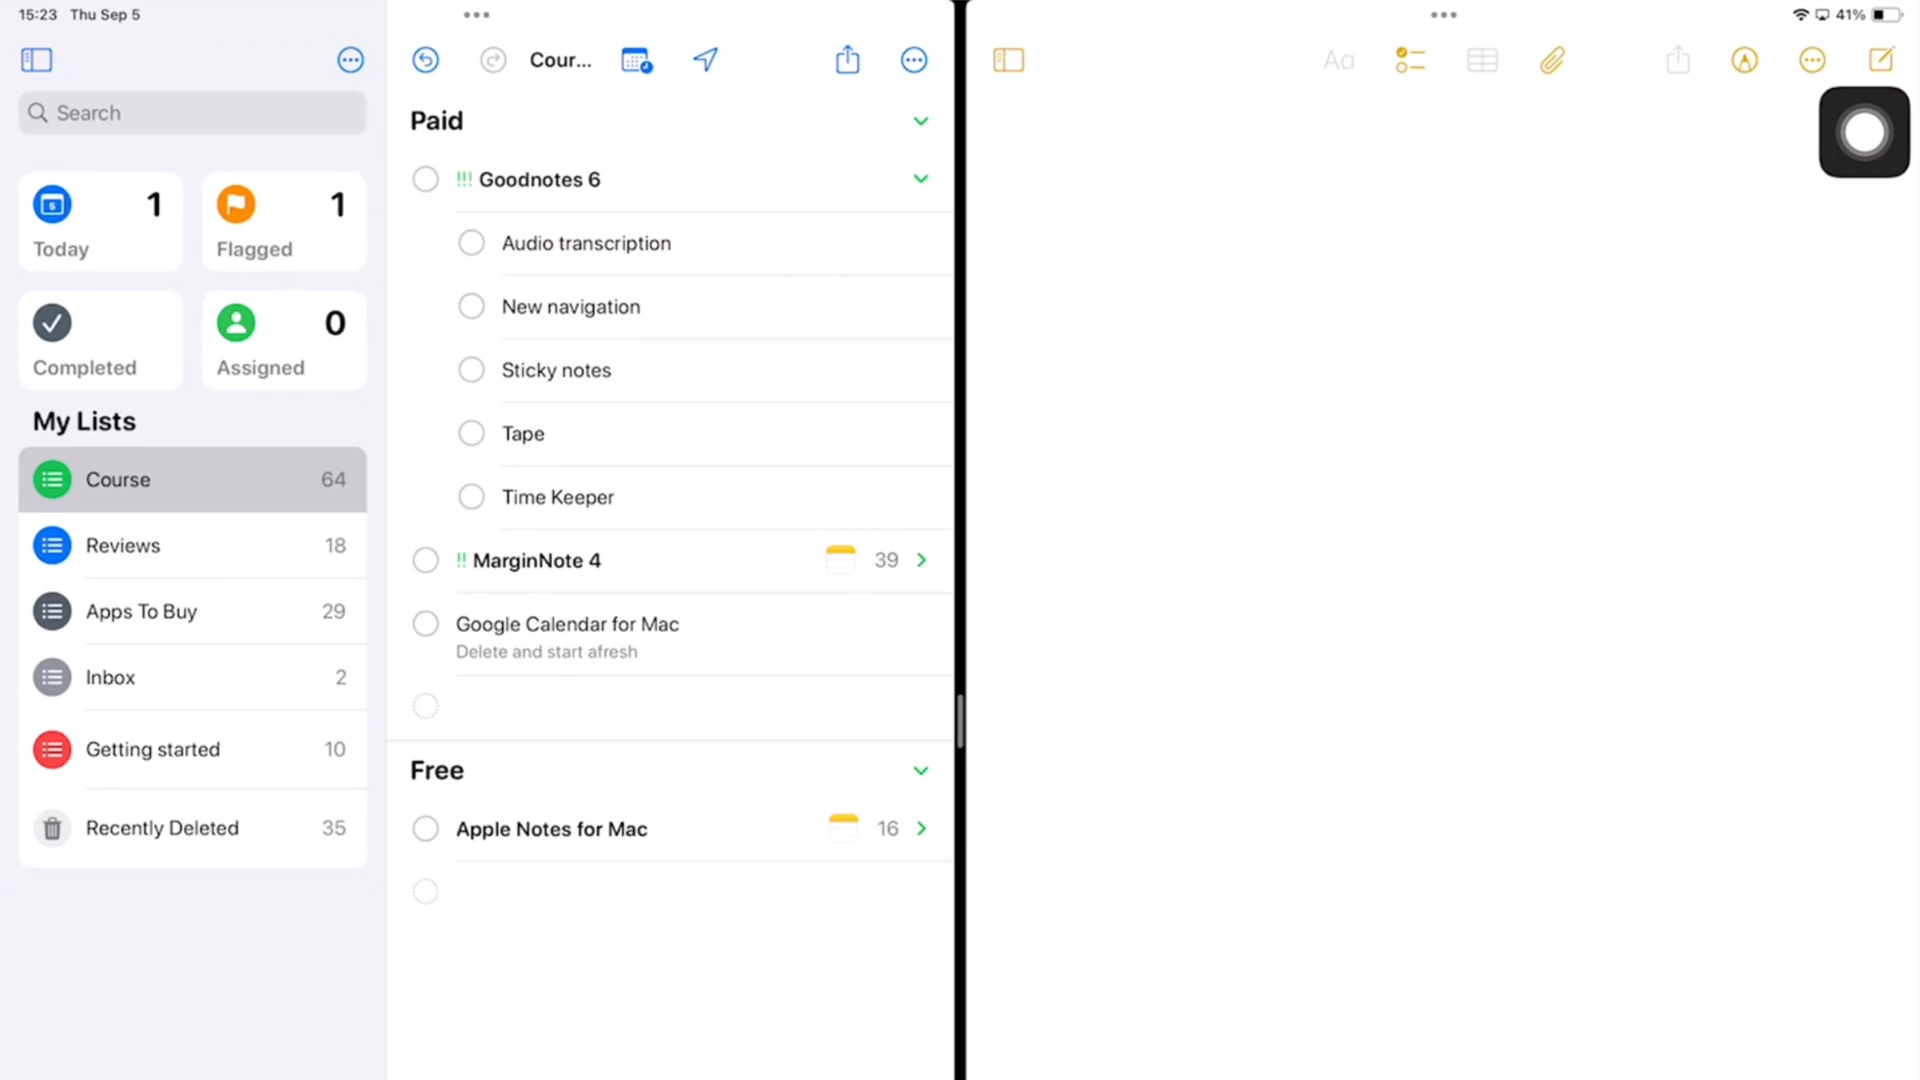 15:23 Thu Sep 5
41%
Cour...
Aa
Search
Today 1
Flagged 1
Completed
Assigned 0
My Lists
Course 64
Reviews 18
Apps To Buy 29
Inbox 2
Getting started 10
Recently Deleted 35
Paid
!!! Goodnotes 6
Audio transcription
New navigation
Sticky notes
Tape
Time Keeper
!! MarginNote 4 39
Google Calendar for Mac
Delete and start afresh
Free
Apple Notes for Mac 16